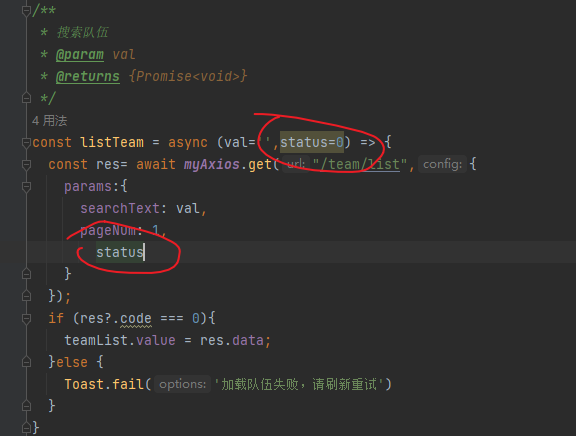 /**
* 搜索队伍
* @param val
* @returns {Promise<void>}
*/
4 用法
const listTeam = async (val='',status=0) => {
const res= await myAxios.get( url: "/team/list", config: {
params:{
searchText: val,
pageNum: 1,
status
}
});
if (res?.code === 0){
teamList.value = res.data;
}else {
Toast.fail( options: '加载队伍失败，请刷新重试')
}
}